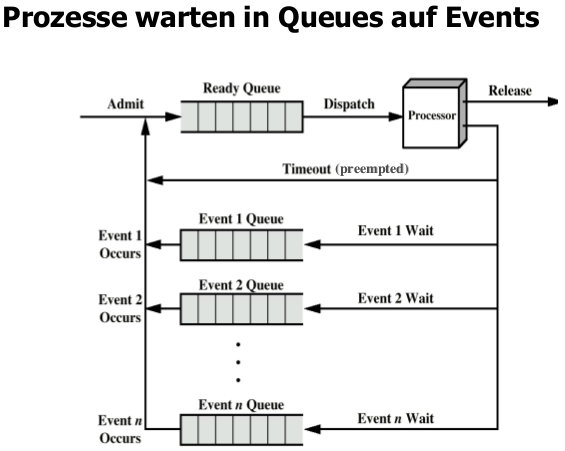 Prozesse warten in Queues auf Events
Ready Queue
Admit
Dispatch
Processor
Release
Timeout (preempted)
Event 1 Queue
Event 1
Occurs
Event 1 Wait
Event 2 Queue
Event 2
Occurs
Event 2 Wait
Event n Queue
Event n
Occurs
Event n Wait